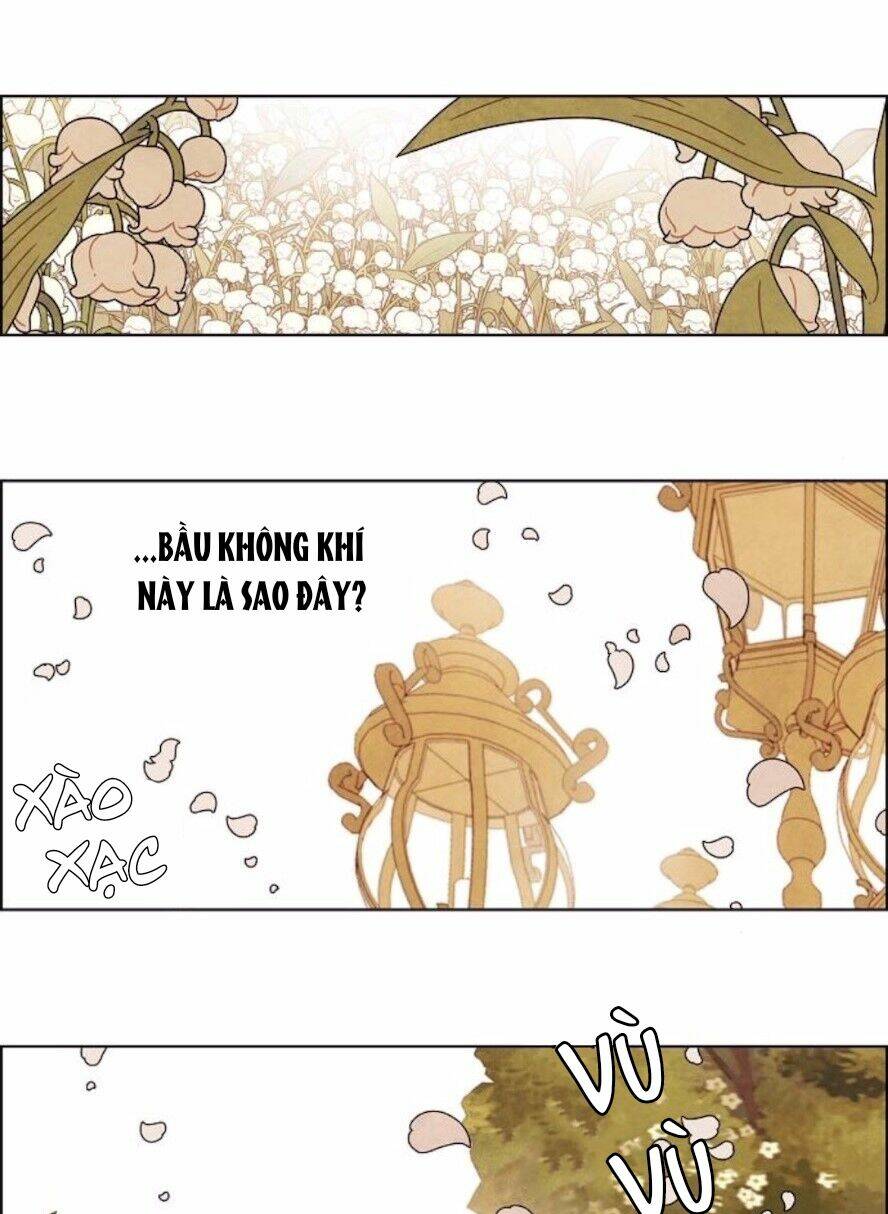 ...BẦU KHÔNG KHÍ
NÀY LÀ SAO ĐÂY?
XÀO
XẠC
VÙ
VÙ